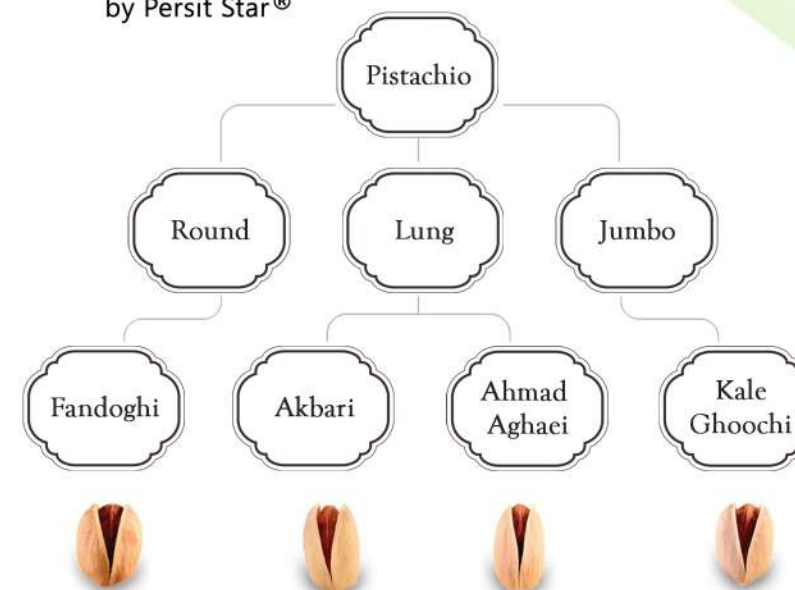 by Persit Star®
Pistachio
Round
Lung
Jumbo
Fandoghi
Akbari
Ahmad
Aghaei
Kale
Ghoochi